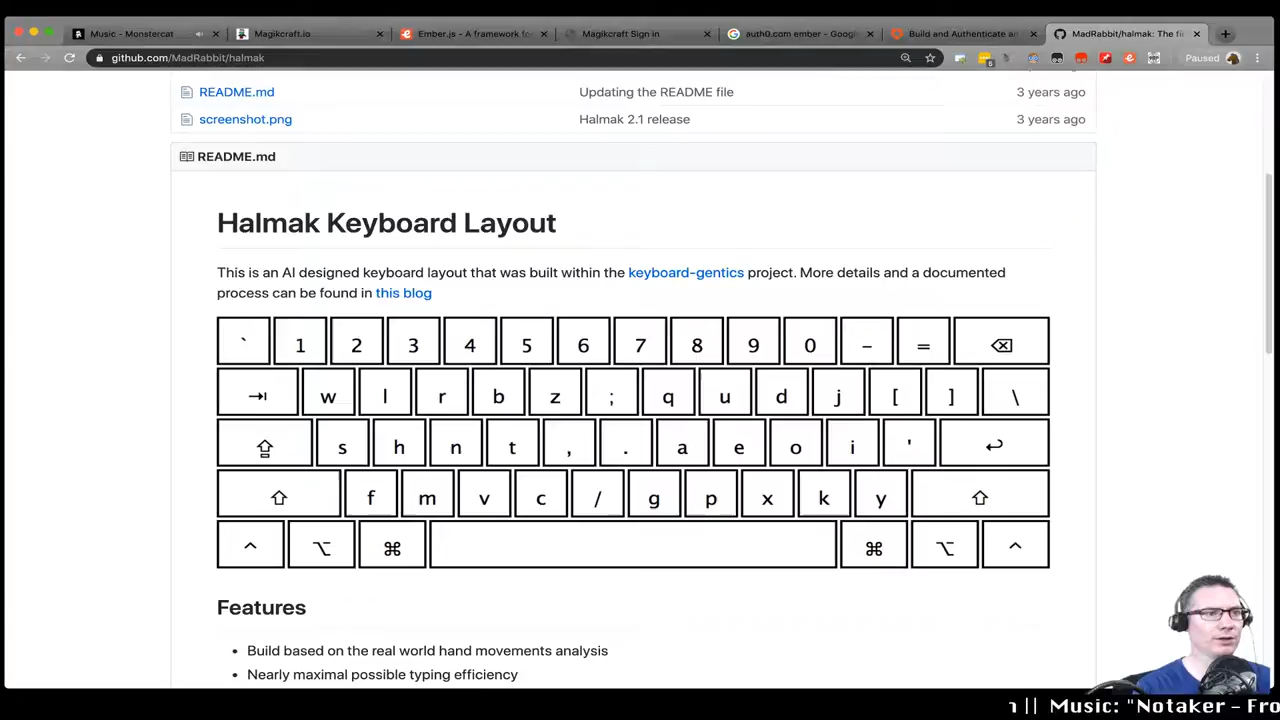 Music - Monstercat
Magikcraft.io
Ember.js - A framework fo
Magikcraft Sign in
auth0.com ember - Google
Build and Authenticate an
MadRabbit/halmak: The fi
github.com/MadRabbit/halmak
Paused
README.md Updating the README file 3 years ago
screenshot.png Halmak 2.1 release 3 years ago
README.md
Halmak Keyboard Layout
This is an AI designed keyboard layout that was built within the keyboard-gentics project. More details and a documented
process can be found in this blog
` 1 2 3 4 5 6 7 8 9 0 - =
w l r b z ; q u d j [ ] \
s h n t , . a e o i '
f m v c / g p x k y
Features
• Build based on the real world hand movements analysis
• Nearly maximal possible typing efficiency
|| Music: "Notaker - Fro